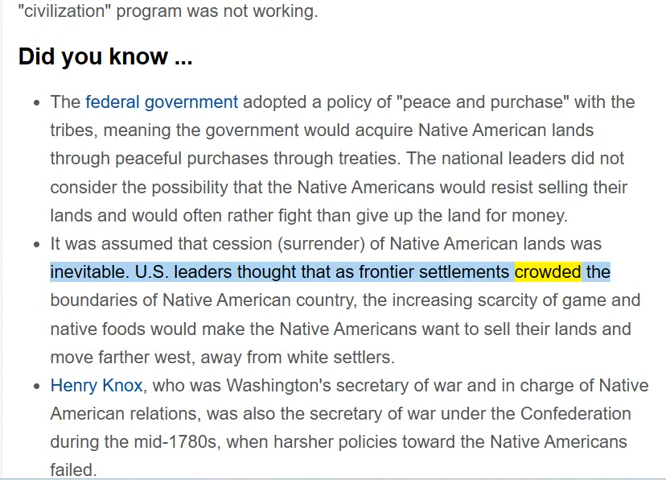 "civilization" program was not working.
Did you know ...
• The federal government adopted a policy of "peace and purchase" with the
tribes, meaning the government would acquire Native American lands
through peaceful purchases through treaties. The national leaders did not
consider the possibility that the Native Americans would resist selling their
lands and would often rather fight than give up the land for money.
• It was assumed that cession (surrender) of Native American lands was
inevitable. U.S. leaders thought that as frontier settlements crowded the
boundaries of Native American country, the increasing scarcity of game and
native foods would make the Native Americans want to sell their lands and
move farther west, away from white settlers.
• Henry Knox, who was Washington's secretary of war and in charge of Native
American relations, was also the secretary of war under the Confederation
during the mid-1780s, when harsher policies toward the Native Americans
failed.